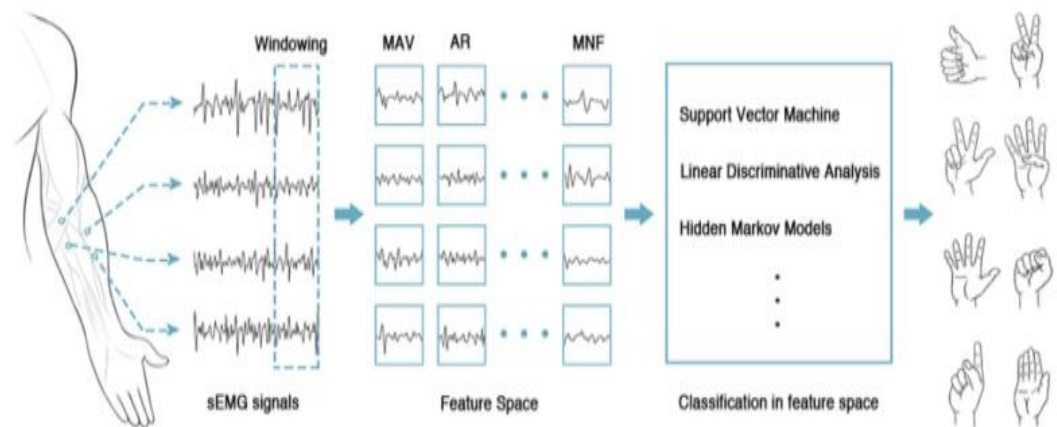 Windowing
MAV
AR
MNF
Support Vector Machine
Linear Discriminative Analysis
Hidden Markov Models
sEMG signals
Feature Space
Classification in feature space